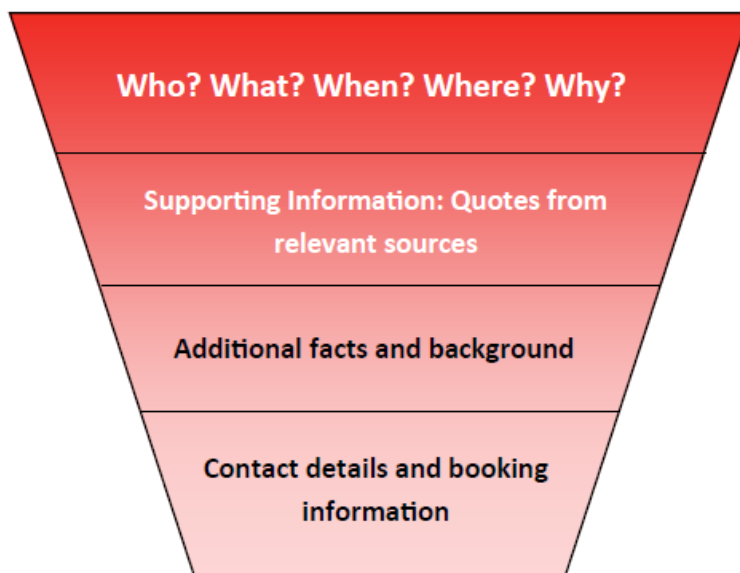 Who? What? When? Where? Why?
Supporting Information: Quotes from
relevant sources
Additional facts and background
Contact details and booking
information